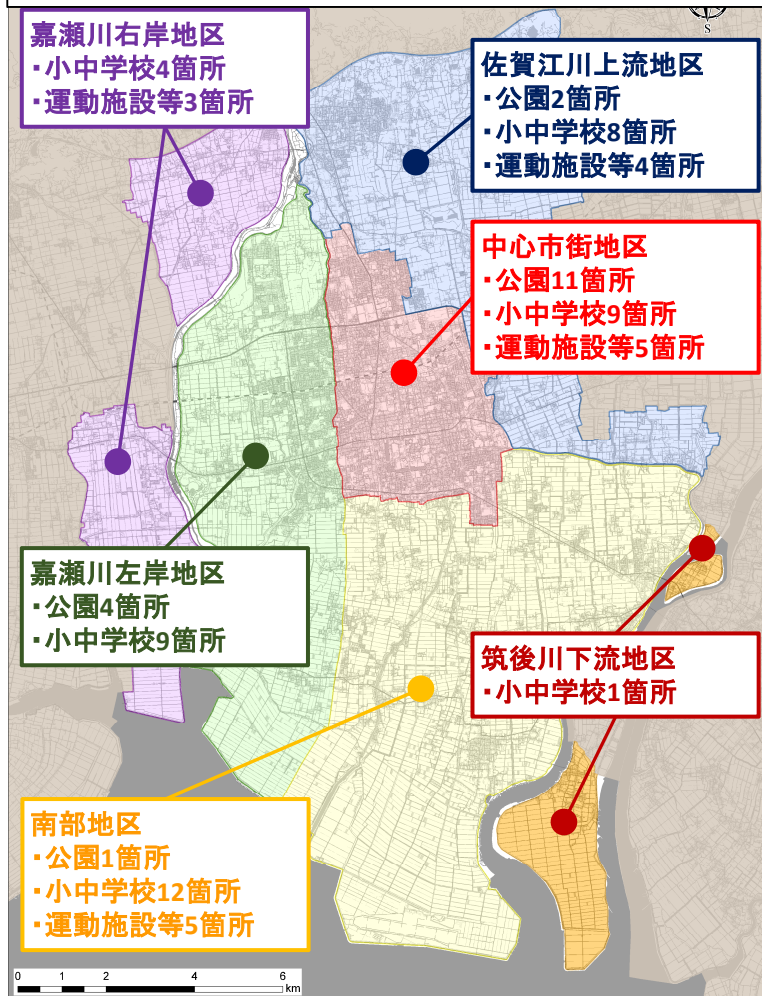 S
嘉瀬川右岸地区
・小中学校4箇所
・運動施設等3箇所
佐賀江川上流地区
・公園2箇所
・小中学校8箇所
・運動施設等4箇所
中心市街地区
・公園11箇所
・小中学校9箇所
・運動施設等5箇所
嘉瀬川左岸地区
・公園4箇所
・小中学校9箇所
筑後川下流地区
・小中学校1箇所
南部地区
・公園1箇所
・小中学校12箇所
・運動施設等5箇所
0 1 2 4 6
km